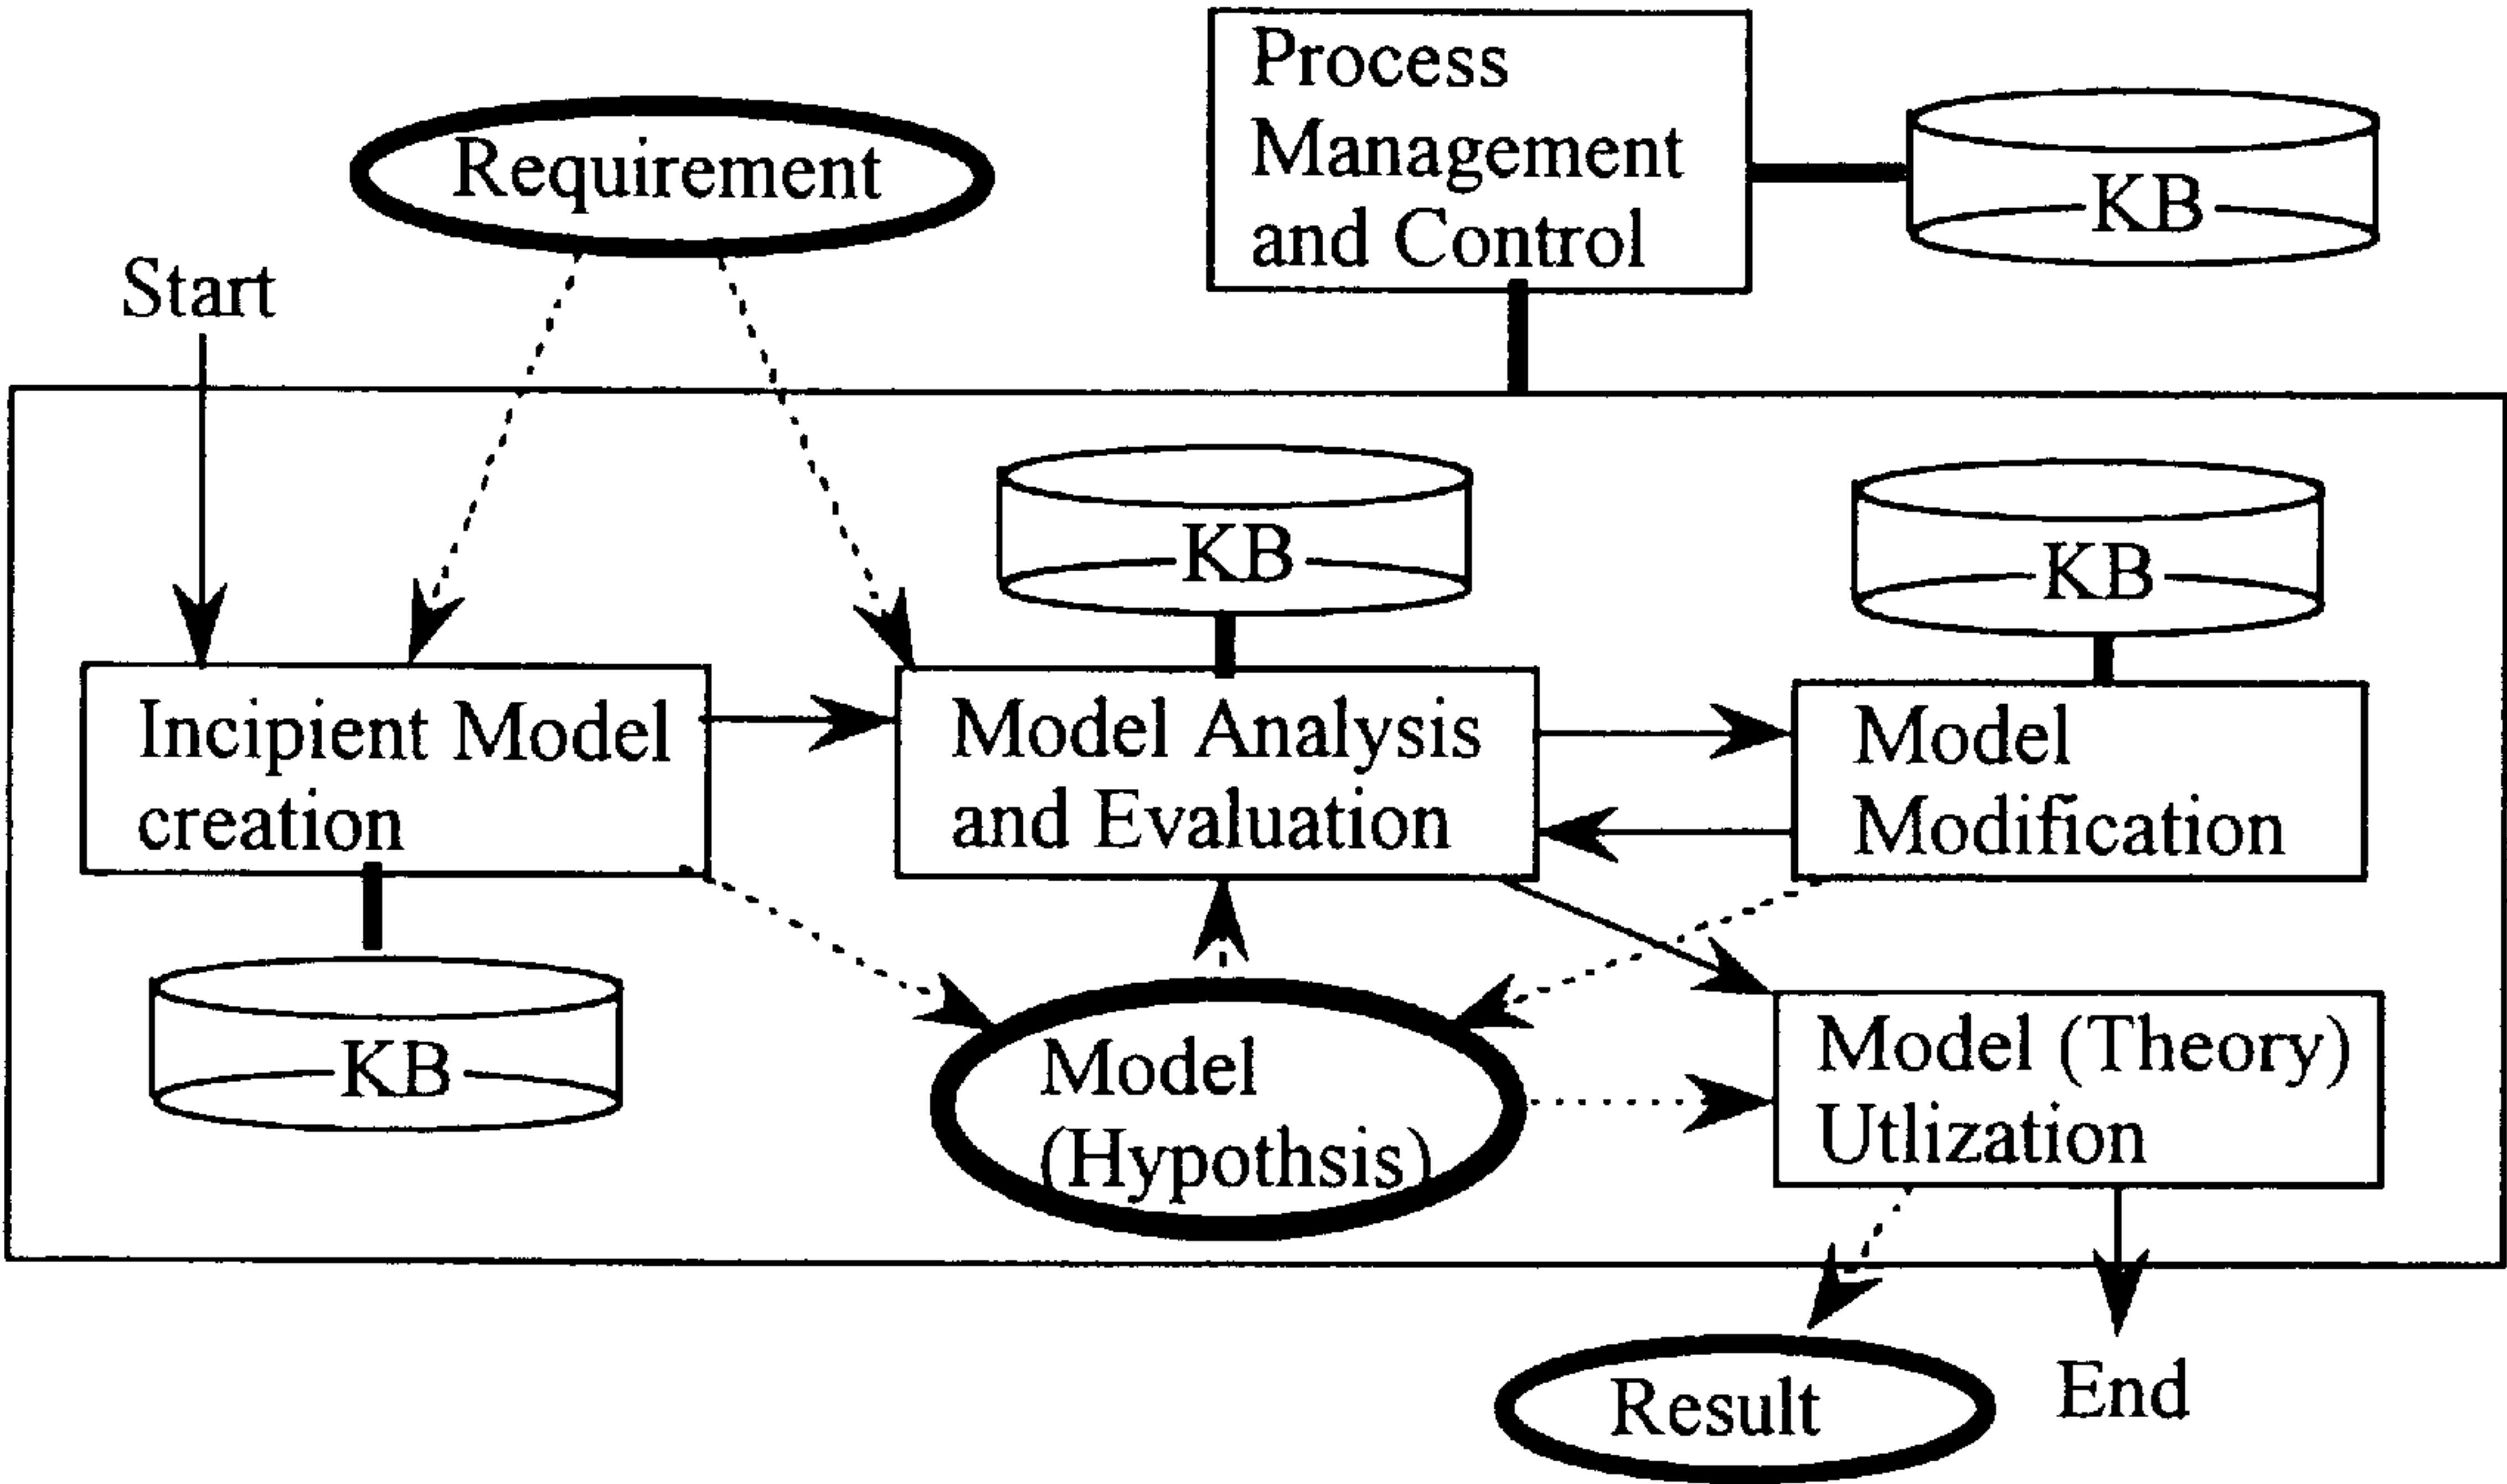 Process
Management
and Control
KB
Requirement
Start
KB
KB
Incipient Model
creation
Model Analysis
and Evaluation
Model
Modification
KB
Model
(Hypothsis)
Model (Theory)
Utlization
Result
End